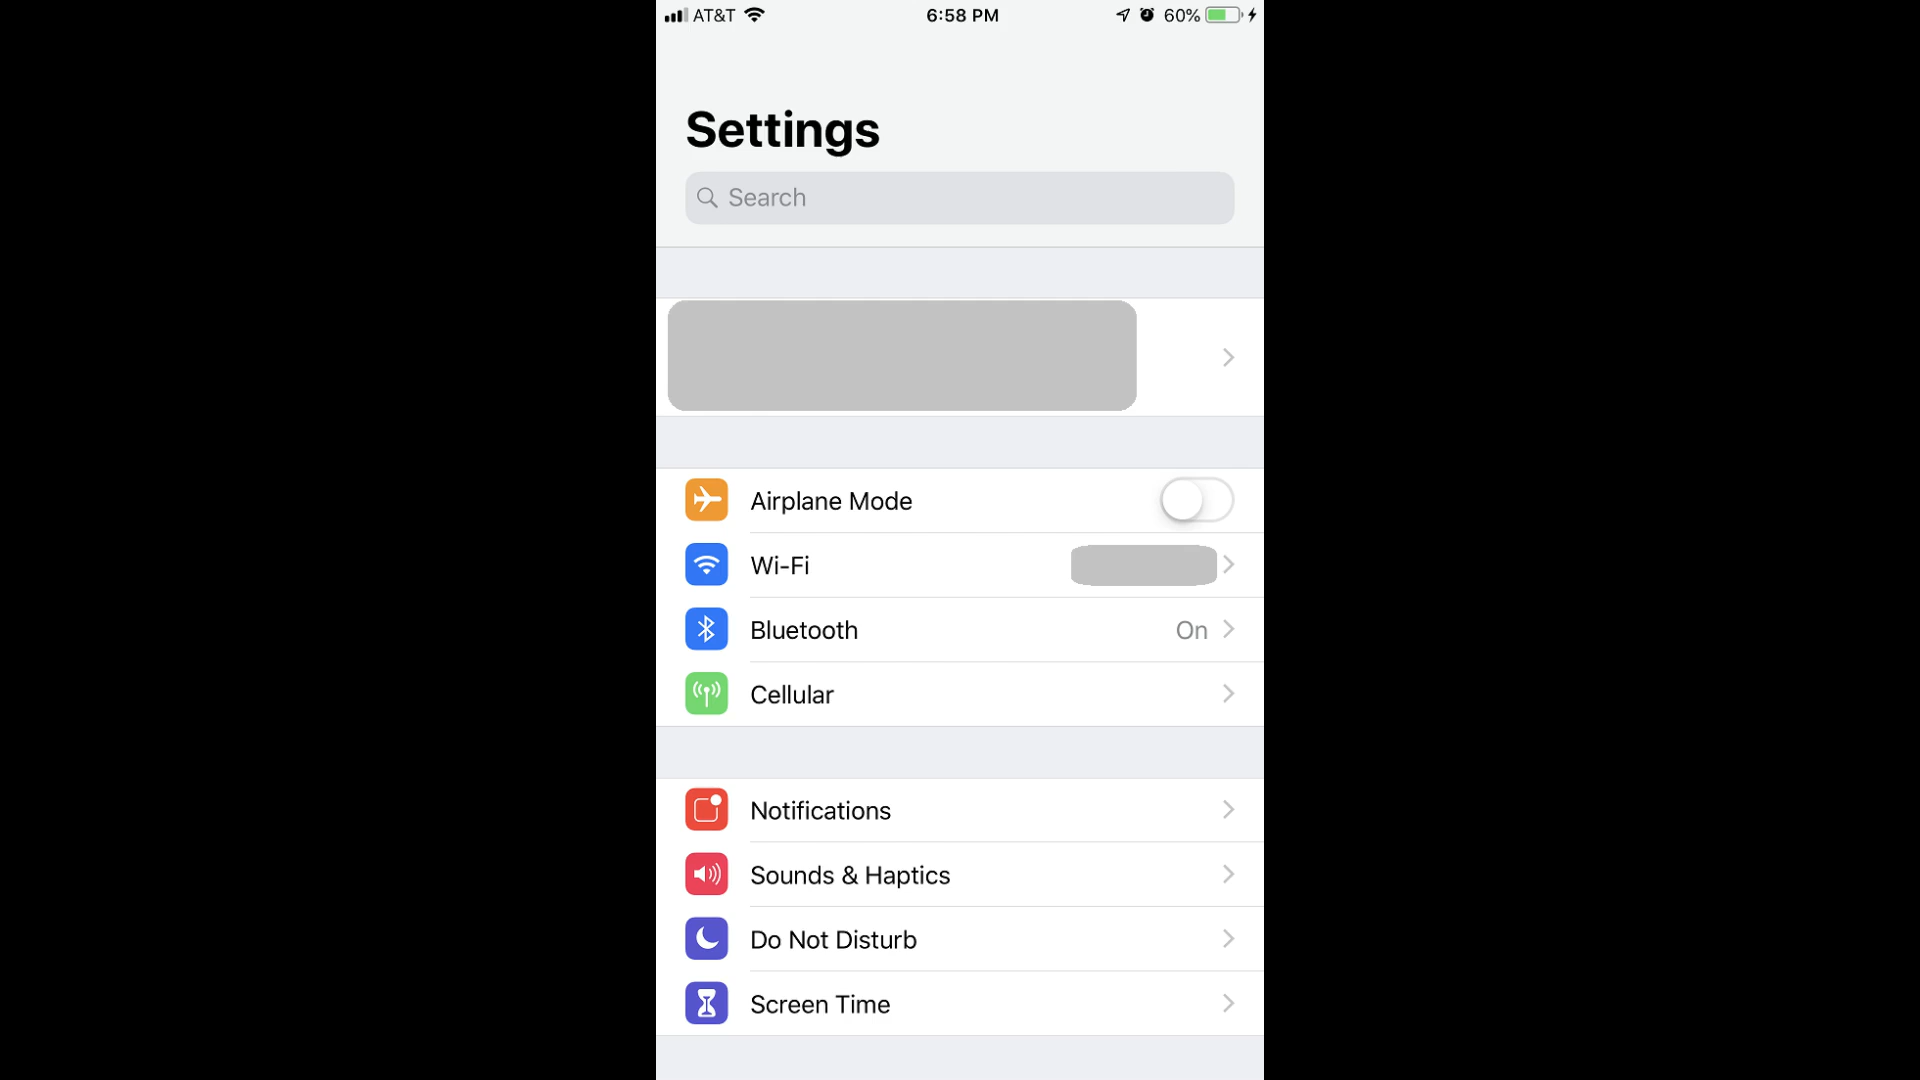 AT&T 6:58 PM 60%
Settings
Search
Airplane Mode
Wi-Fi
Bluetooth On
Cellular
Notifications
Sounds & Haptics
Do Not Disturb
Screen Time